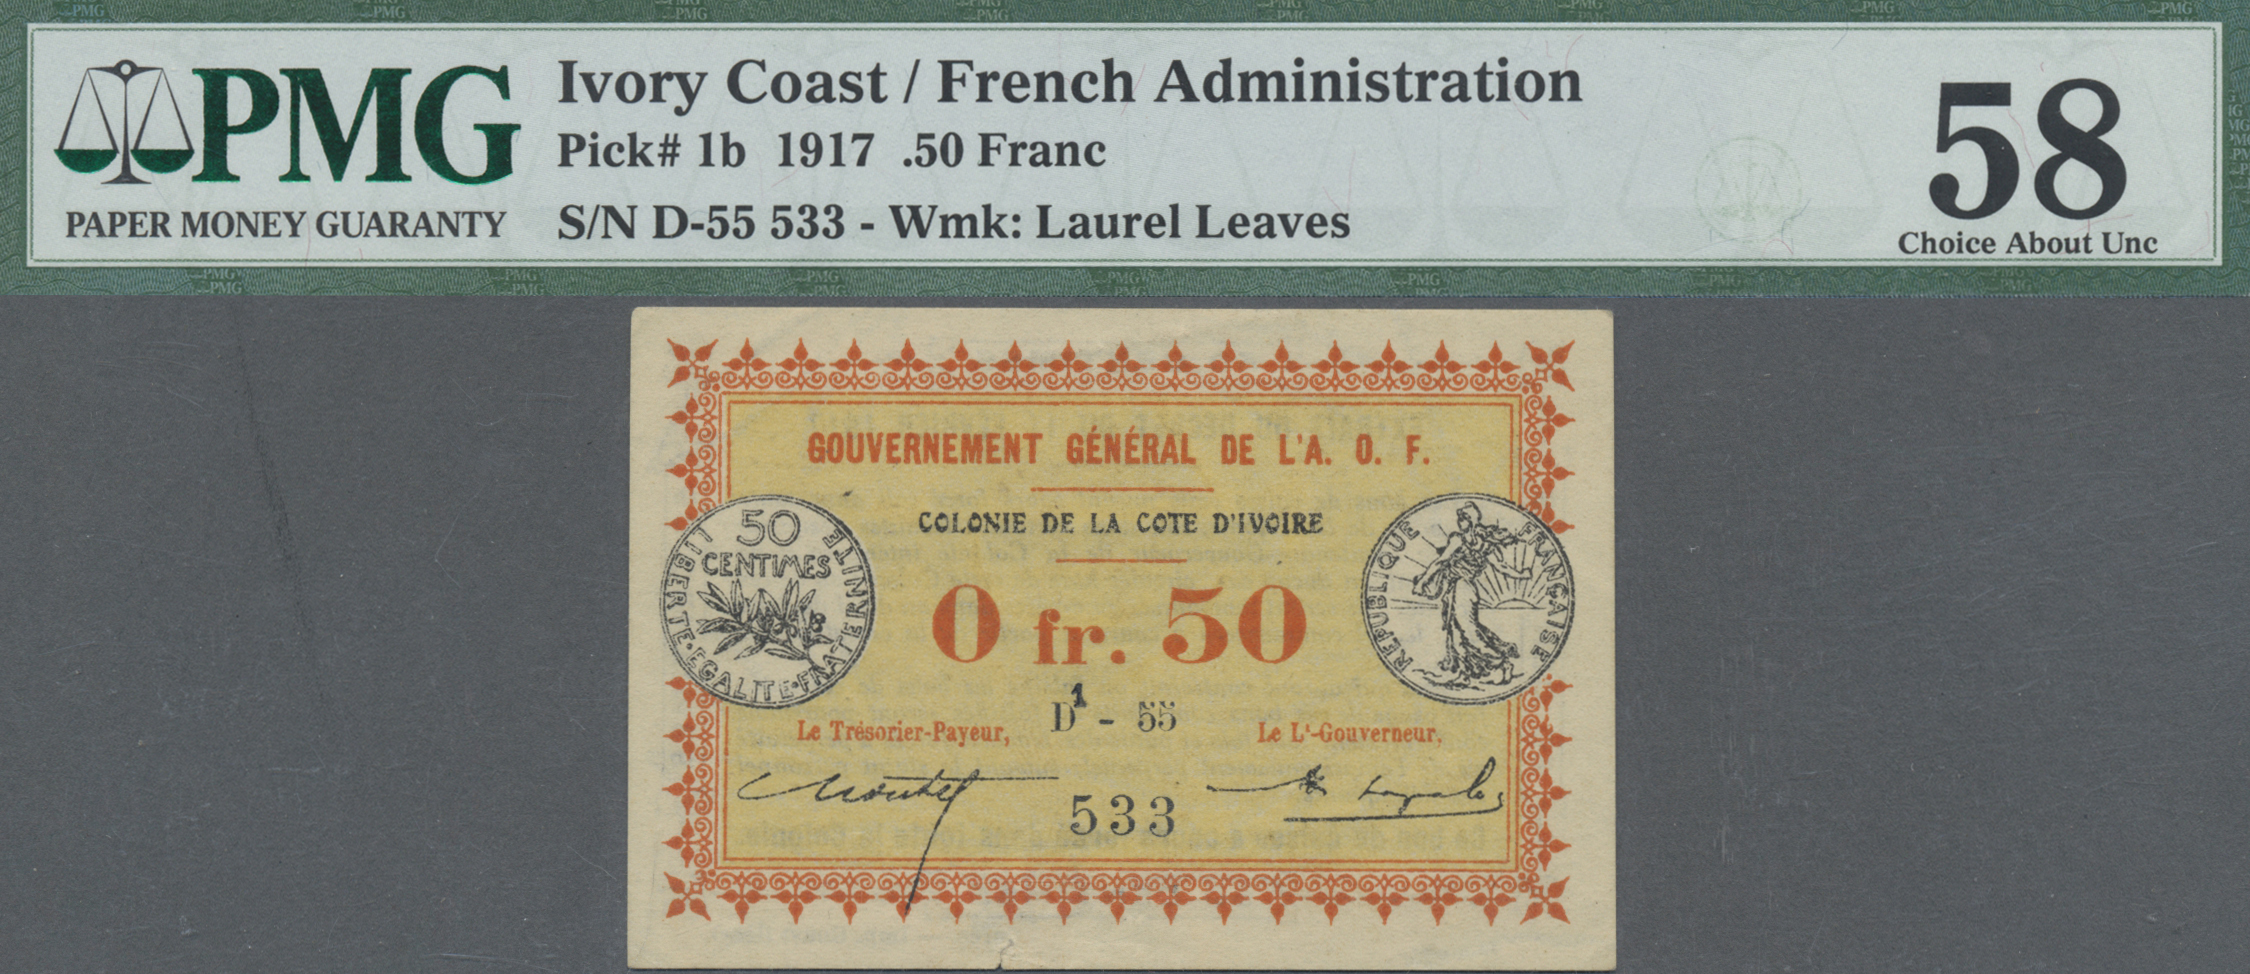 PMG
PAPER MONEY GUARANTY
Ivory Coast / French Administration
Pick# 1b 1917 .50 Franc
S/N D-55 533 - Wmk: Laurel Leaves
58
Choice About Unc
GOUVERNEMENT GÉNÉRAL DE L'A. O. F.
COLONIE DE LA COTE D'IVOIRE
50
CENTIMES
LIBERTE·EGALITE·FRATERNITE
REPUBLIQUE FRANÇAISE
0 fr. 50
D1 - 55
Le Trésorier-Payeur,
Le Lt-Gouverneur,
533